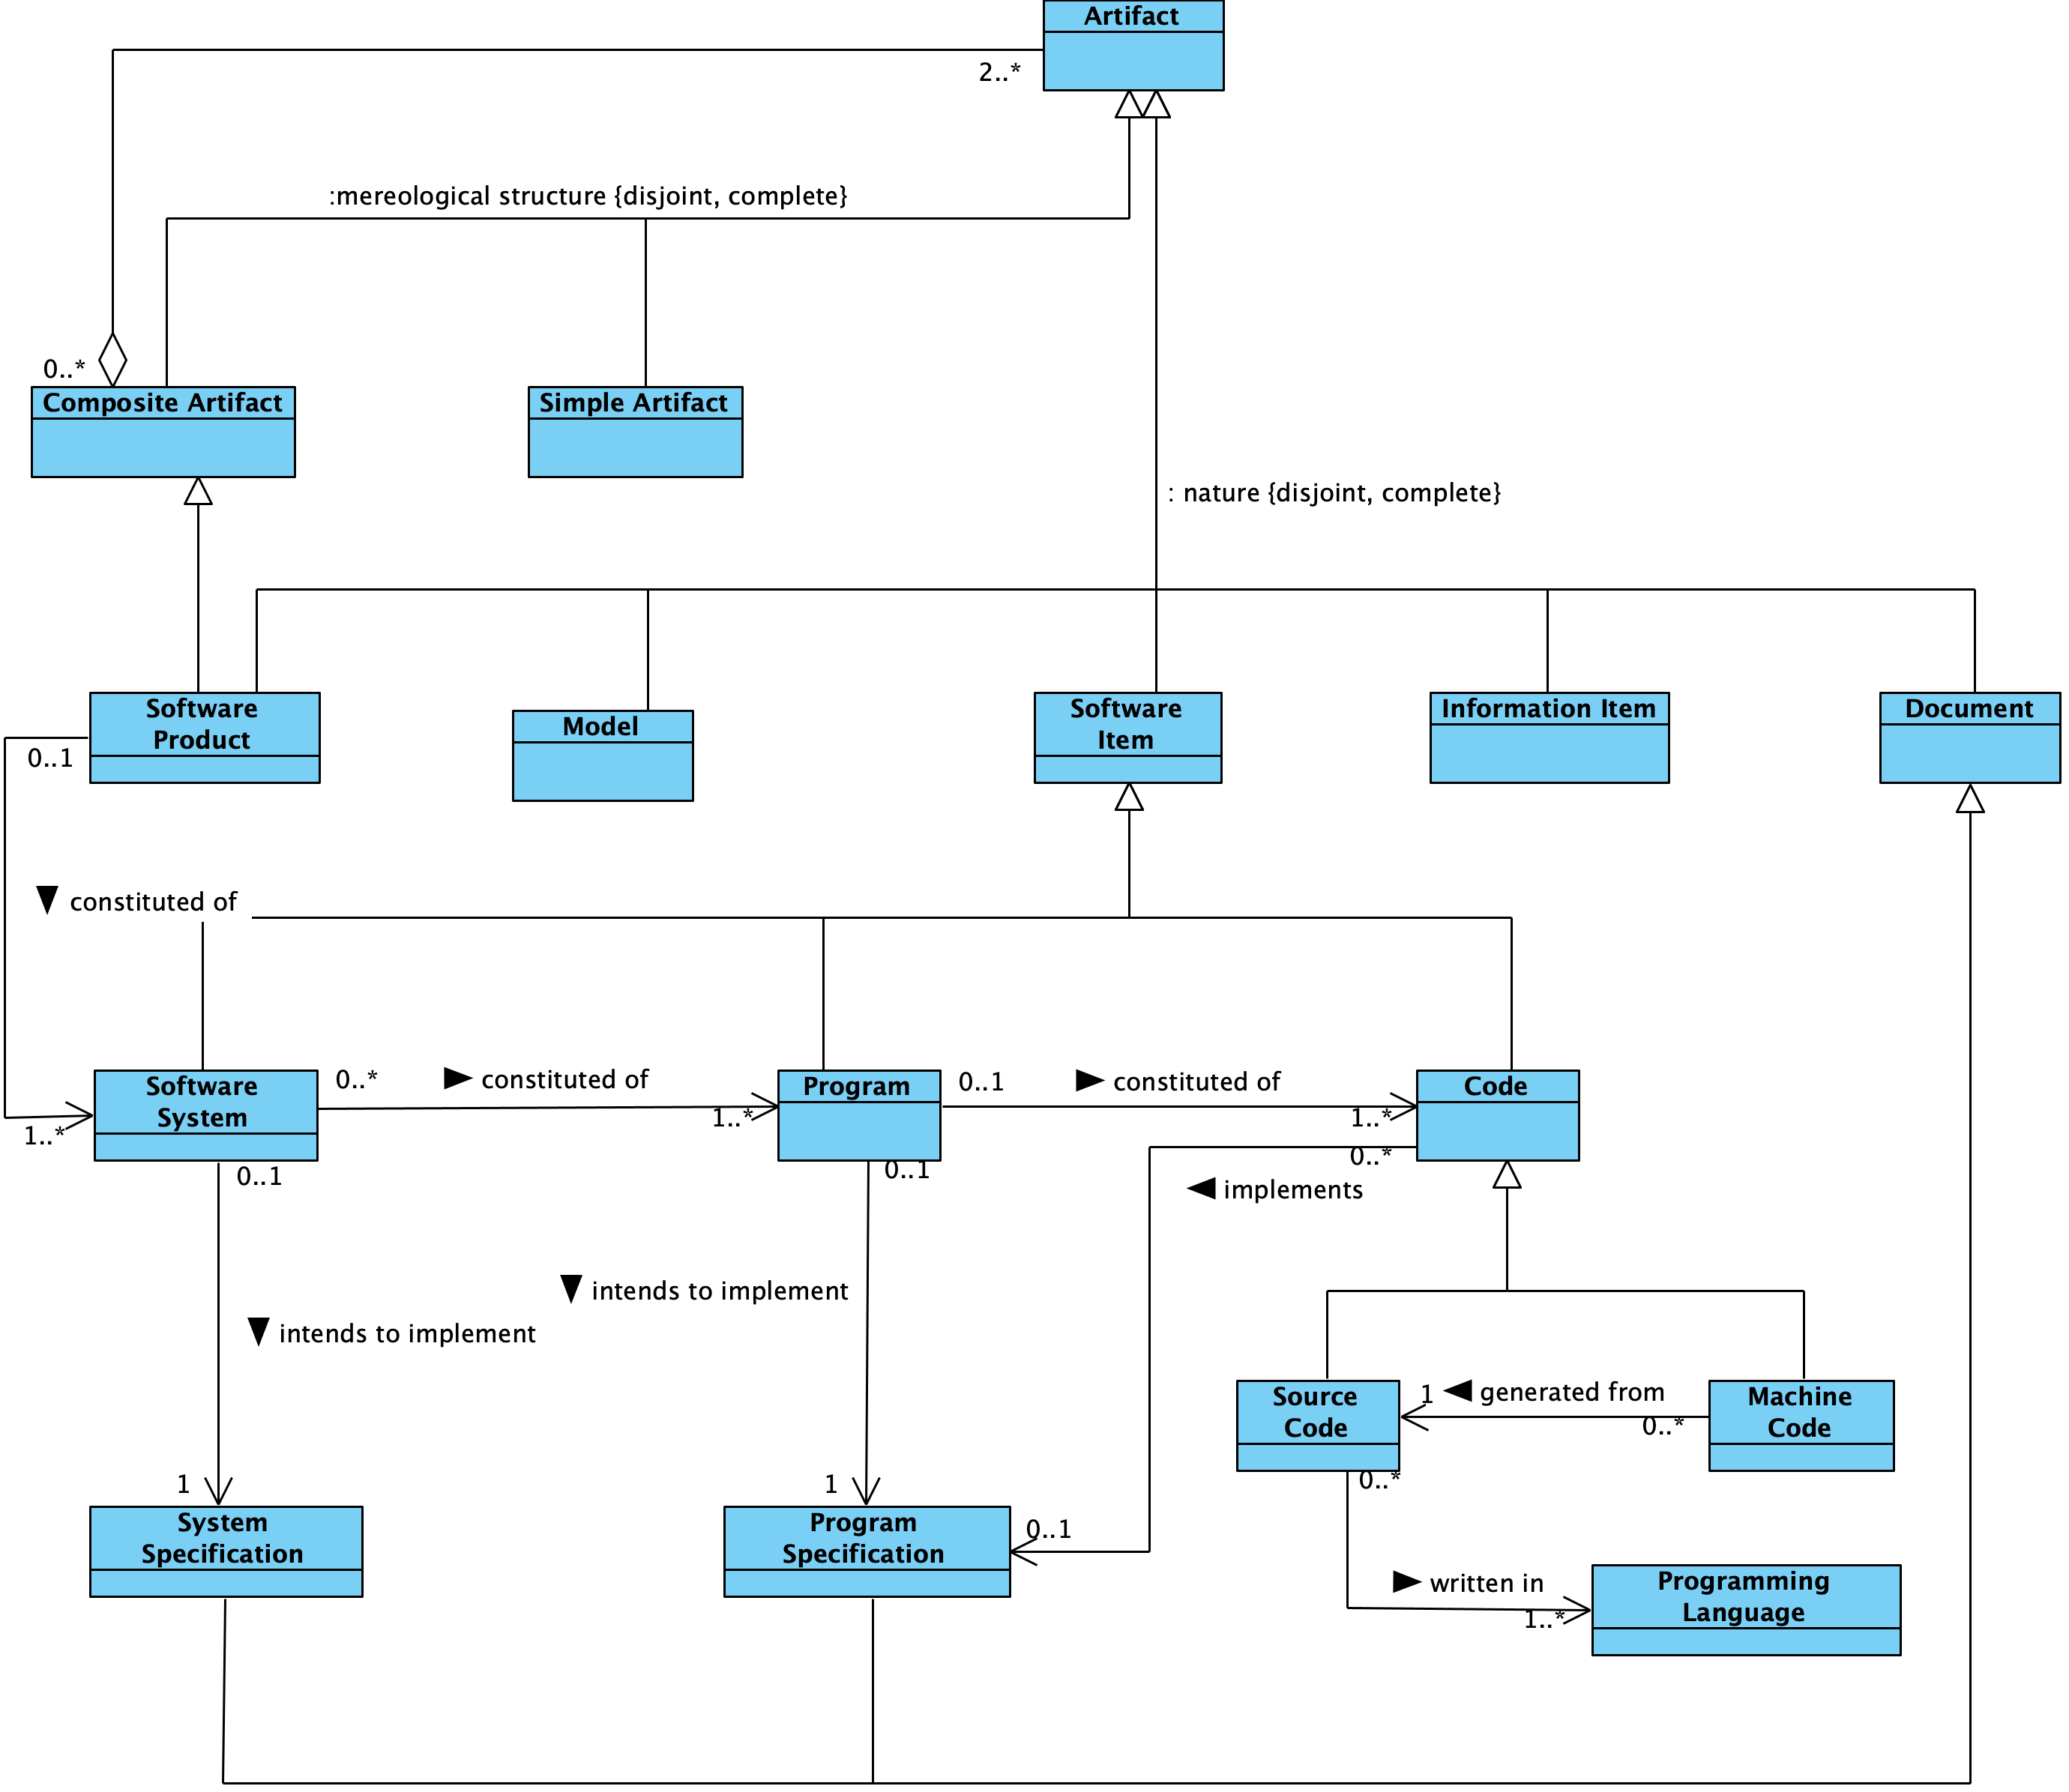 Artifact
2..*
:mereological structure {disjoint, complete}
0..*
Composite Artifact
Simple Artifact
: nature {disjoint, complete}
Software
Product
Model
Software
Item
Information Item
Document
0..1
▼ constituted of
Software
System
0..*
► constituted of
1..*
Program
0..1
► constituted of
1..*
Code
1..*
0..1
0..1
0..*
◄ implements
▼ intends to implement
▼ intends to implement
Source
Code
1
◄ generated from
0..*
Machine
Code
0..*
1
System
Specification
1
Program
Specification
0..1
► written in
1..*
Programming
Language